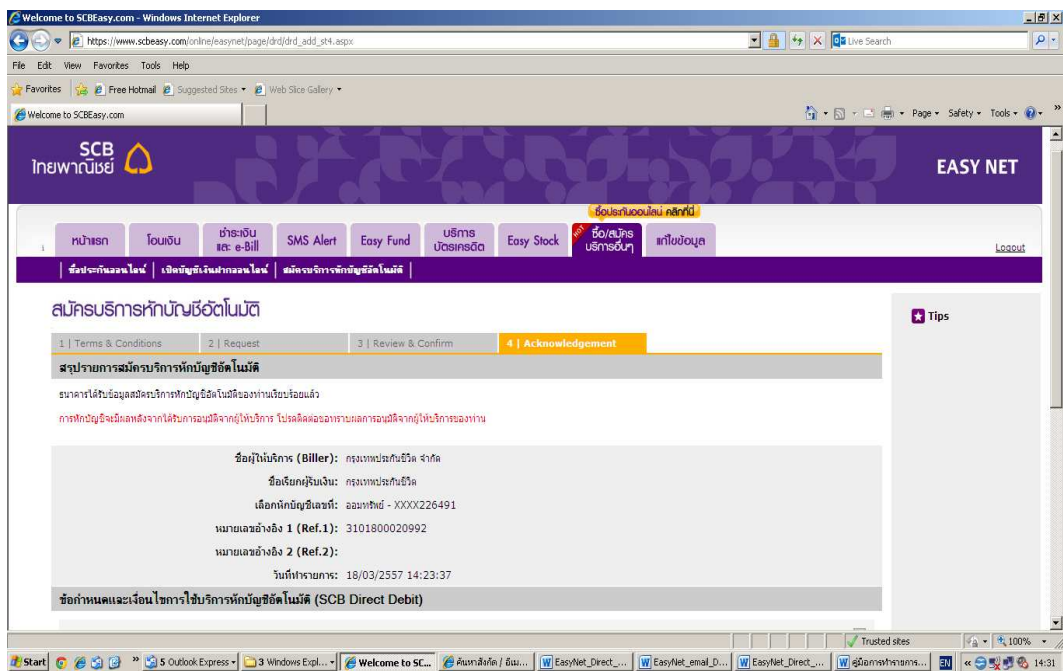 Welcome to SCBEasy.com - Windows Internet Explorer
https://www.scbeasy.com/online/easynet/page/drd/drd_add_st4.aspx
Live Search
File Edit View Favorites Tools Help
Favorites Free Hotmail Suggested Sites Web Slice Gallery
Welcome to SCBEasy.com
Page Safety Tools
SCB
ไทยพาณิชย์
EASY NET
ซื้อประกันออนไลน์ คลิกที่นี่
หน้าแรก โอนเงิน ชำระเงิน และ e-Bill SMS Alert Easy Fund บริการ บัตรเครดิต Easy Stock HOT ซื้อ/สมัคร บริการอื่นๆ แก้ไขข้อมูล
Logout
ซื้อประกันออนไลน์ | เปิดบัญชีเงินฝากออนไลน์ | สมัครบริการหักบัญชีอัตโนมัติ |
สมัครบริการหักบัญชีอัตโนมัติ
Tips
1 | Terms & Conditions 2 | Request 3 | Review & Confirm 4 | Acknowledgement
สรุปรายการสมัครบริการหักบัญชีอัตโนมัติ
ธนาคารได้รับข้อมูลสมัครบริการหักบัญชีอัตโนมัติของท่านเรียบร้อยแล้ว
การหักบัญชีจะมีผลหลังจากได้รับการอนุมัติจากผู้ให้บริการ โปรดติดต่อขอทราบผลการอนุมัติจากผู้ให้บริการของท่าน
ชื่อผู้ให้บริการ (Biller): กรุงเทพประกันชีวิต จำกัด
ชื่อเรียกผู้รับเงิน: กรุงเทพประกันชีวิต
เลือกหักบัญชีเลขที่: ออมทรัพย์ - XXXX226491
หมายเลขอ้างอิง 1 (Ref.1): 3101800020992
หมายเลขอ้างอิง 2 (Ref.2):
วันที่ทำรายการ: 18/03/2557 14:23:37
ข้อกำหนดและเงื่อนไขการใช้บริการหักบัญชีอัตโนมัติ (SCB Direct Debit)
Trusted sites 100%
Start 5 Outlook Express 3 Windows Expl... Welcome to SC... ค้นหาลิงก์ค / อีเม... EasyNet_Direct_... EasyNet_email_D... EasyNet_Direct_... คู่มือการทำรายการ... EN 14:31